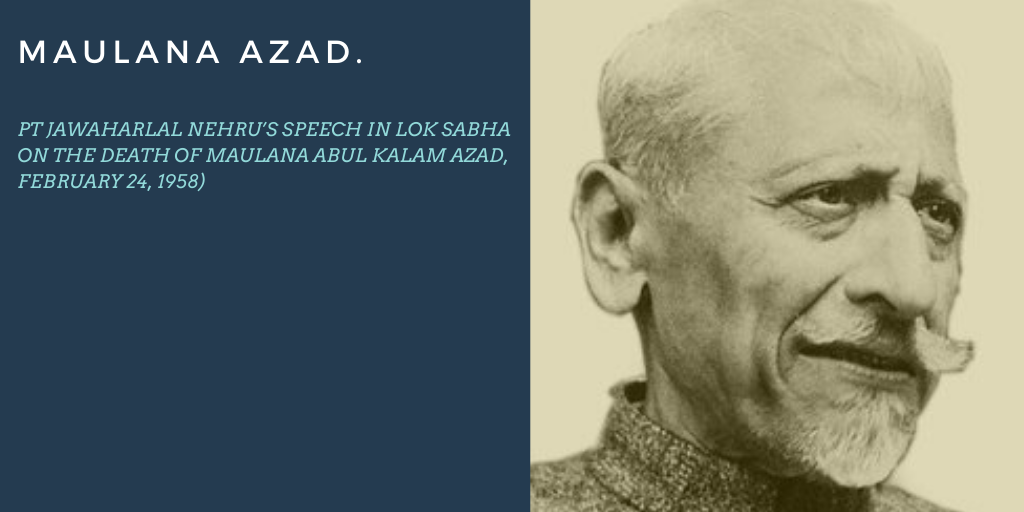 MAULANA AZAD.
PT JAWAHARLAL NEHRU’S SPEECH IN LOK SABHA
ON THE DEATH OF MAULANA ABUL KALAM AZAD,
FEBRUARY 24, 1958)